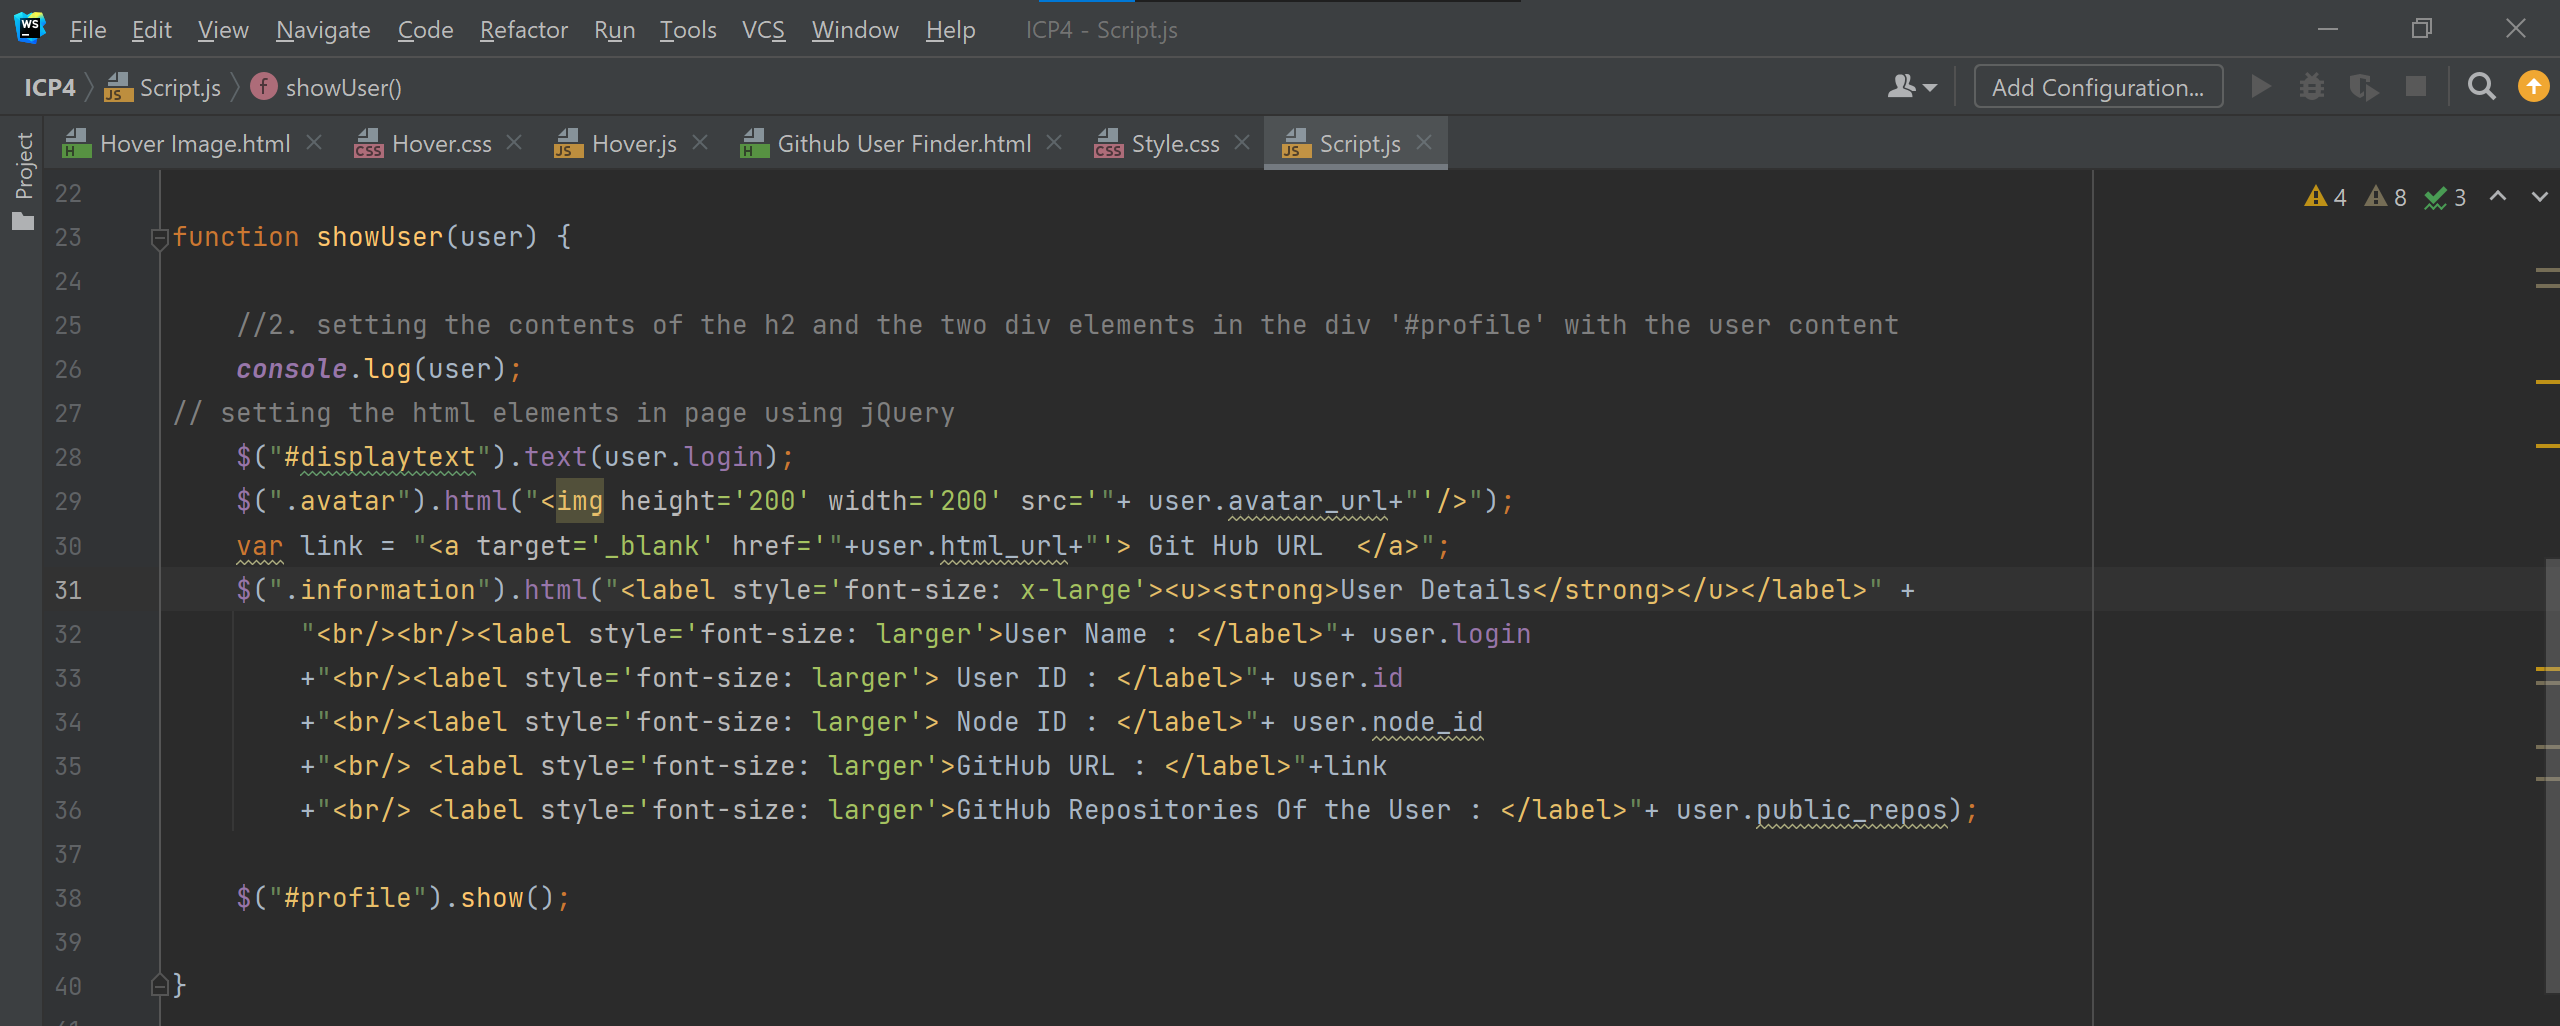 WS File Edit View Navigate Code Refactor Run Tools VCS Window Help ICP4 - Script.js
ICP4 JS Script.js f showUser() Add Configuration...
Project
H Hover Image.html CSS Hover.css JS Hover.js H Github User Finder.html CSS Style.css JS Script.js
4 8 3
22
23 function showUser(user) {
24
25 //2. setting the contents of the h2 and the two div elements in the div '#profile' with the user content
26 console.log(user);
27 // setting the html elements in page using jQuery
28 $("#displaytext").text(user.login);
29 $(".avatar").html("<img height='200' width='200' src='"+ user.avatar_url+"'/>");
30 var link = "<a target='_blank' href='"+user.html_url+"'> Git Hub URL  </a>";
31 $(".information").html("<label style='font-size: x-large'><u><strong>User Details</strong></u></label>" +
32 "<br/><br/><label style='font-size: larger'>User Name : </label>"+ user.login
33 +"<br/><label style='font-size: larger'> User ID : </label>"+ user.id
34 +"<br/><label style='font-size: larger'> Node ID : </label>"+ user.node_id
35 +"<br/> <label style='font-size: larger'>GitHub URL : </label>"+link
36 +"<br/> <label style='font-size: larger'>GitHub Repositories Of the User : </label>"+ user.public_repos);
37
38 $("#profile").show();
39
40 }